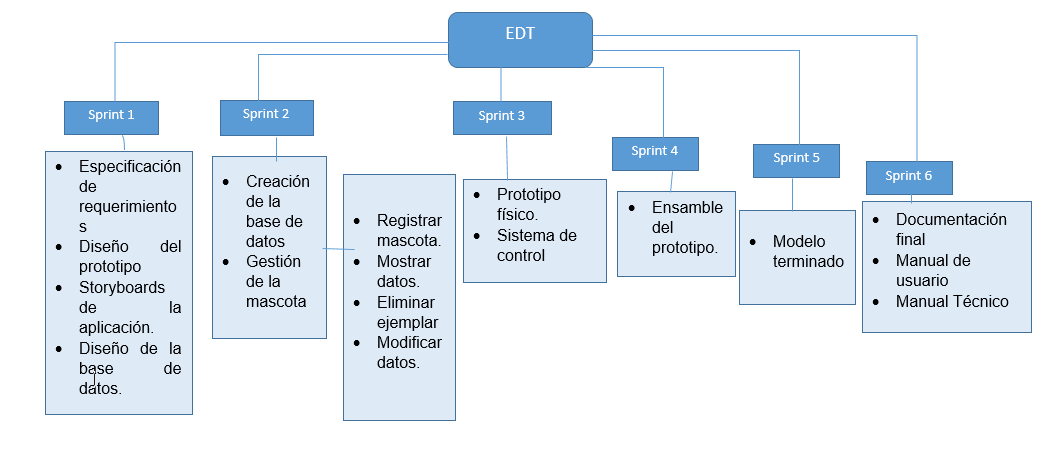 EDT
Sprint 1
• Especificación
de
requerimiento
s
• Diseño del
prototipo
• Storyboards
de la
aplicación.
• Diseño de la
base de
datos.
Sprint 2
• Creación
de la
base de
datos
• Gestión
de la
mascota
• Registrar
mascota.
• Mostrar
datos.
• Eliminar
ejemplar
• Modificar
datos.
Sprint 3
• Prototipo
físico.
• Sistema de
control
Sprint 4
• Ensamble
del
prototipo.
Sprint 5
• Modelo
terminado
Sprint 6
• Documentación
final
• Manual de
usuario
• Manual Técnico